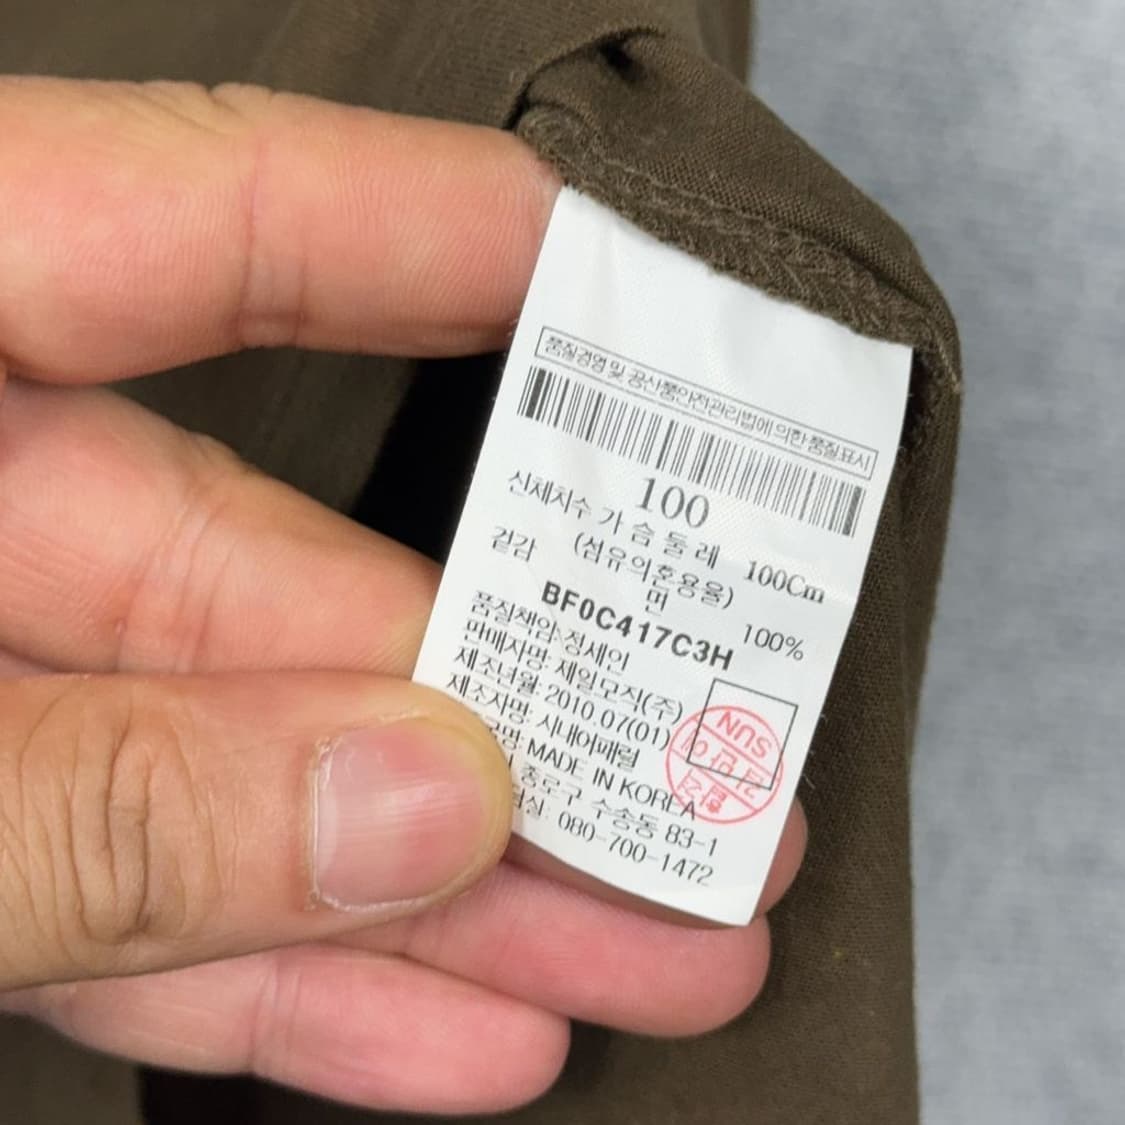 품질경영 및 공산품안전관리법에 의한 품질표시
100
신체치수 가슴둘레 100Cm
(섬유의혼용율)
겉감 면 100%
BF0C417C3H
품질책임: 정세인
판매자명: 제일모직(주)
제조년월: 2010.07(01)
제조자명: 시내어패럴
국명: MADE IN KOREA
종로구 수송동 83-1
080-700-1472
SUN